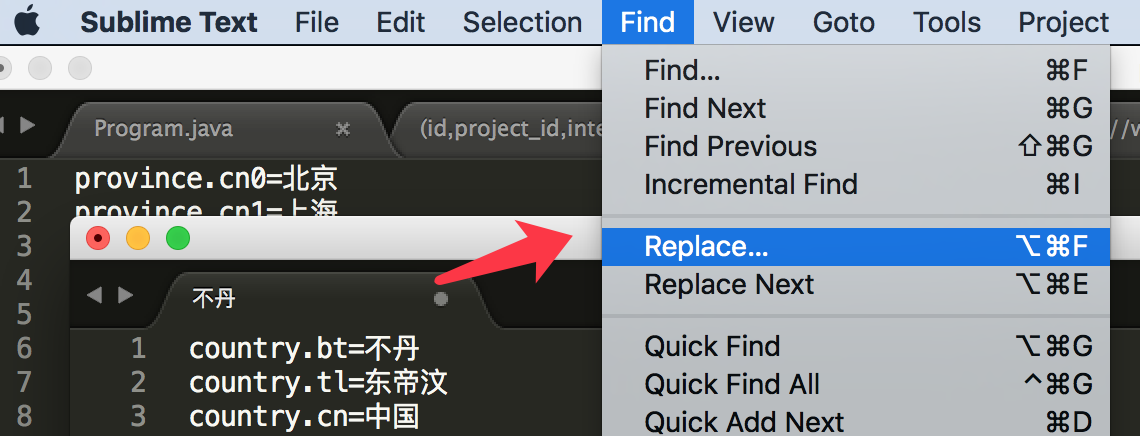 Sublime Text File Edit Selection Find View Goto Tools Project
Find... ⌘F
Find Next ⌘G
Find Previous ⇧⌘G
Incremental Find ⌘I
Replace... ⌥⌘F
Replace Next ⌥⌘E
Quick Find ⌥⌘G
Quick Find All ^⌘G
Quick Add Next ⌘D
Program.java (id,project_id,inte //w
1 province.cn0=北京
2 province.cn1=上海
3
4
5
6
7
8
不丹
1 country.bt=不丹
2 country.tl=东帝汶
3 country.cn=中国